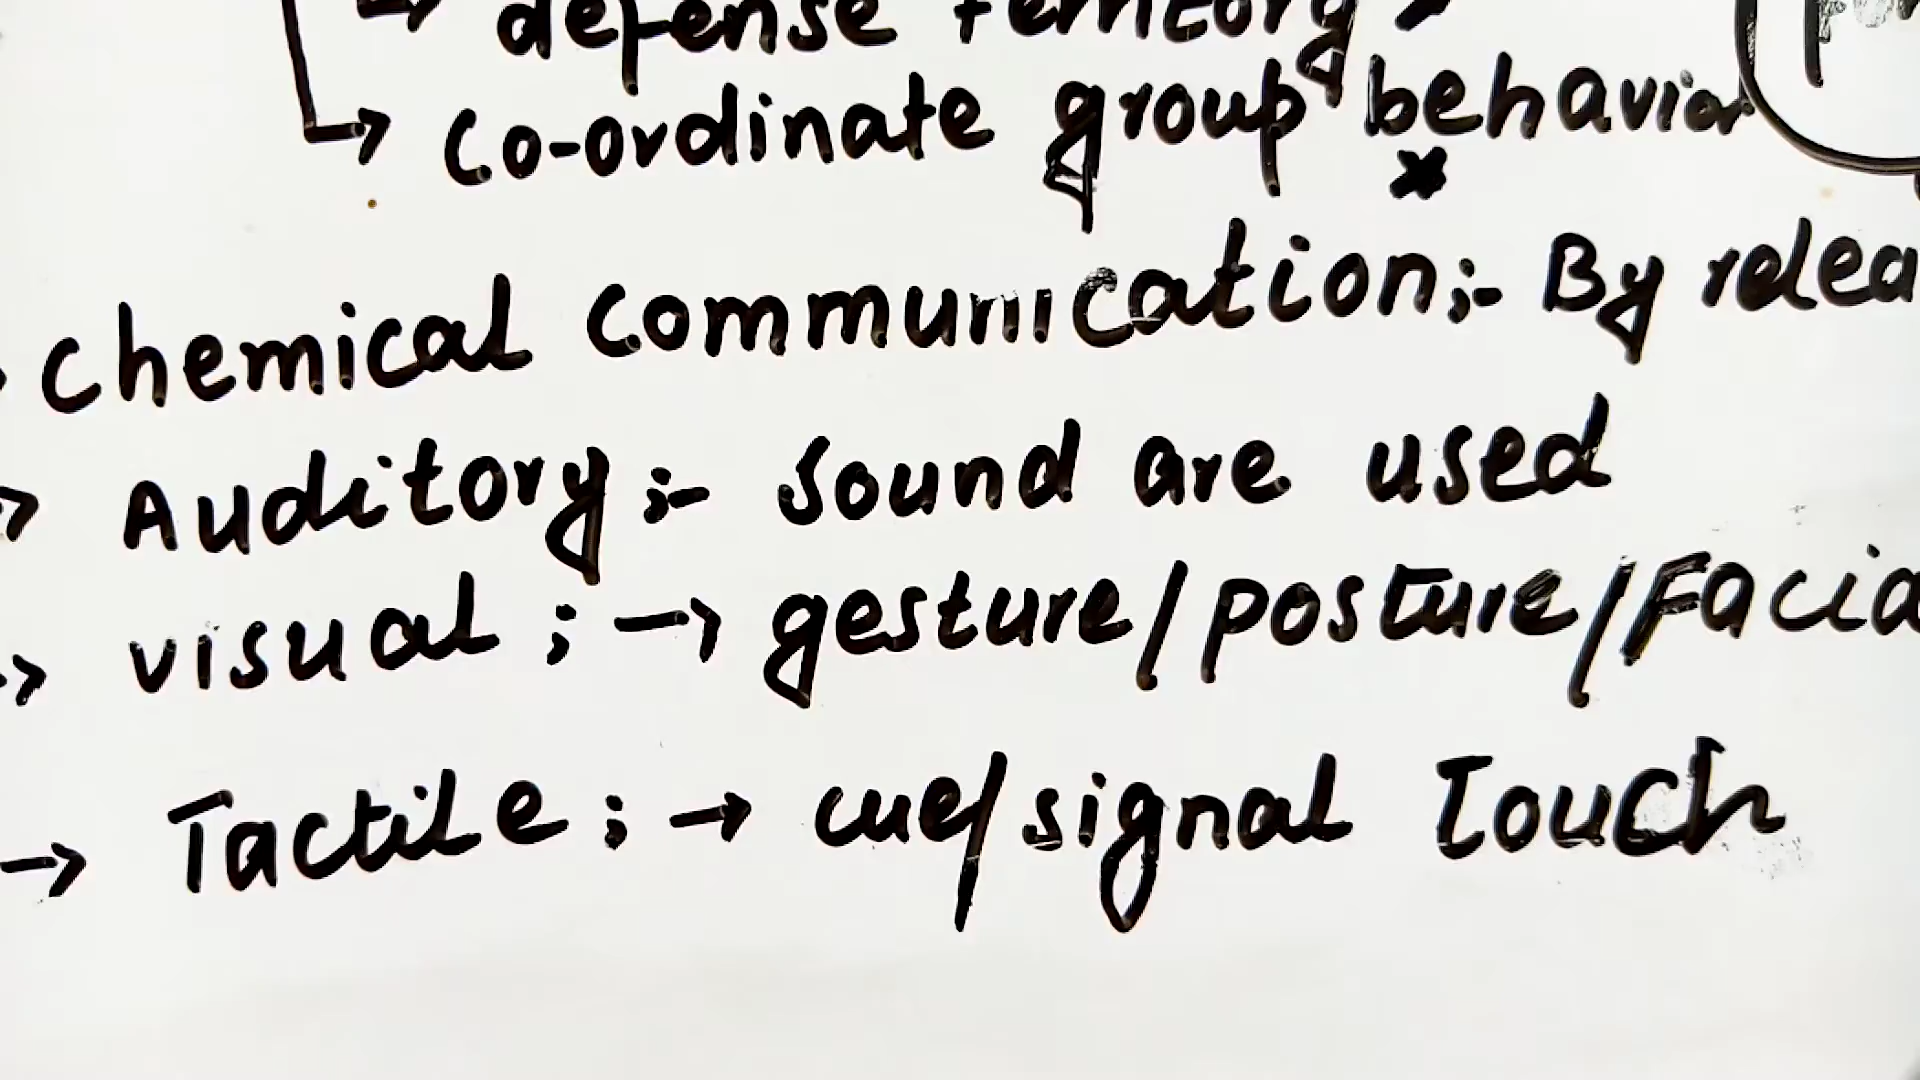 → defense territory
→ Co-ordinate group behavior
Chemical communication:- By relea
→ Auditory:- Sound are used
→ visual ; → gesture/posture/Facia
→ Tactile ; → cue/signal Touch